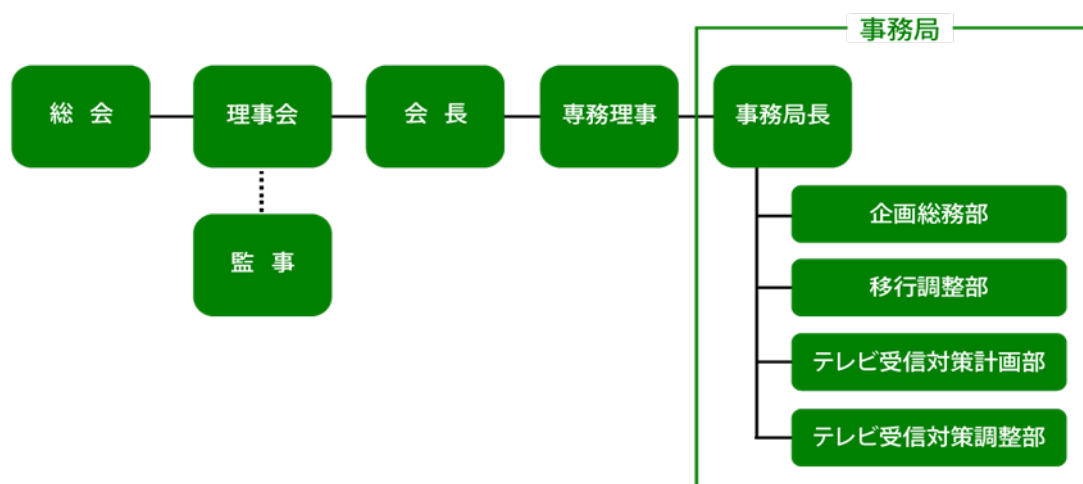 事務局
総 会
理事会
会 長
専務理事
事務局長
監 事
企画総務部
移行調整部
テレビ受信対策計画部
テレビ受信対策調整部